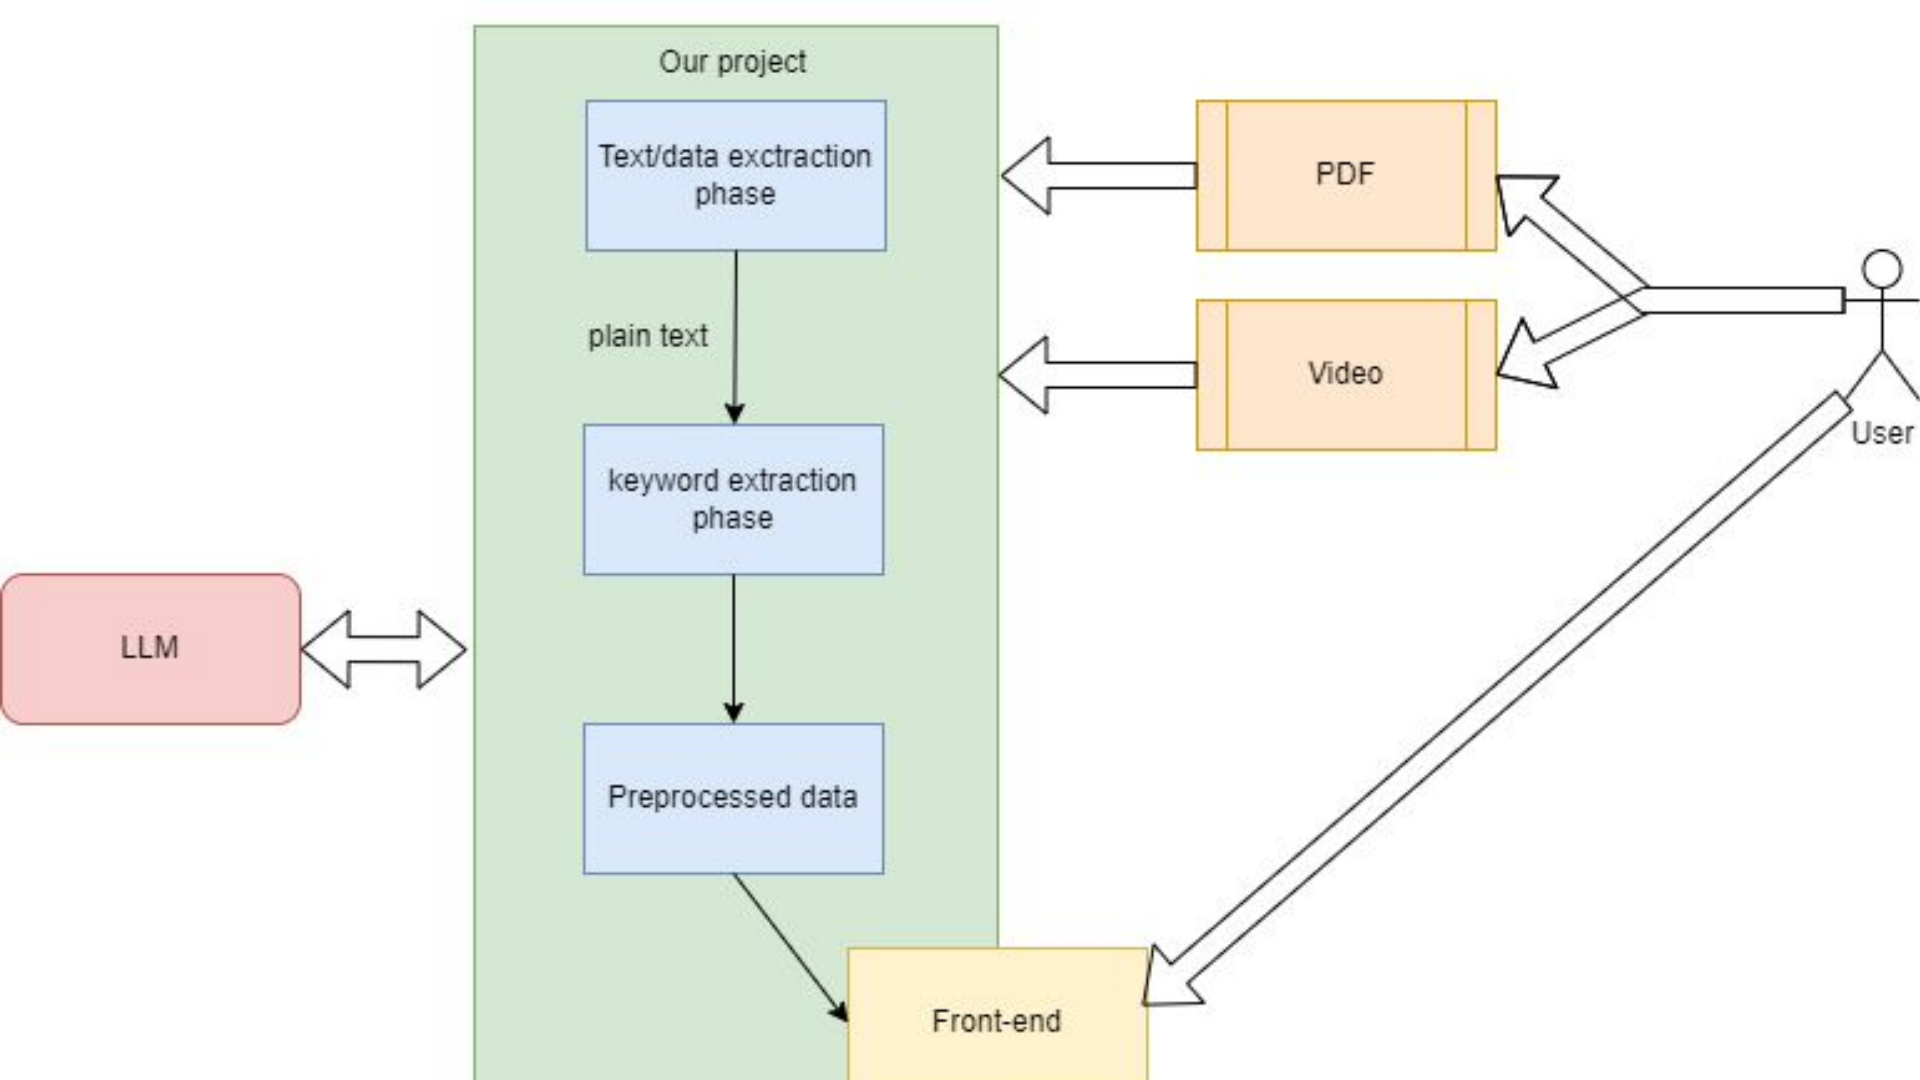 Our project
Text/data exctraction
phase
PDF
plain text
Video
User
keyword extraction
phase
LLM
Preprocessed data
Front-end